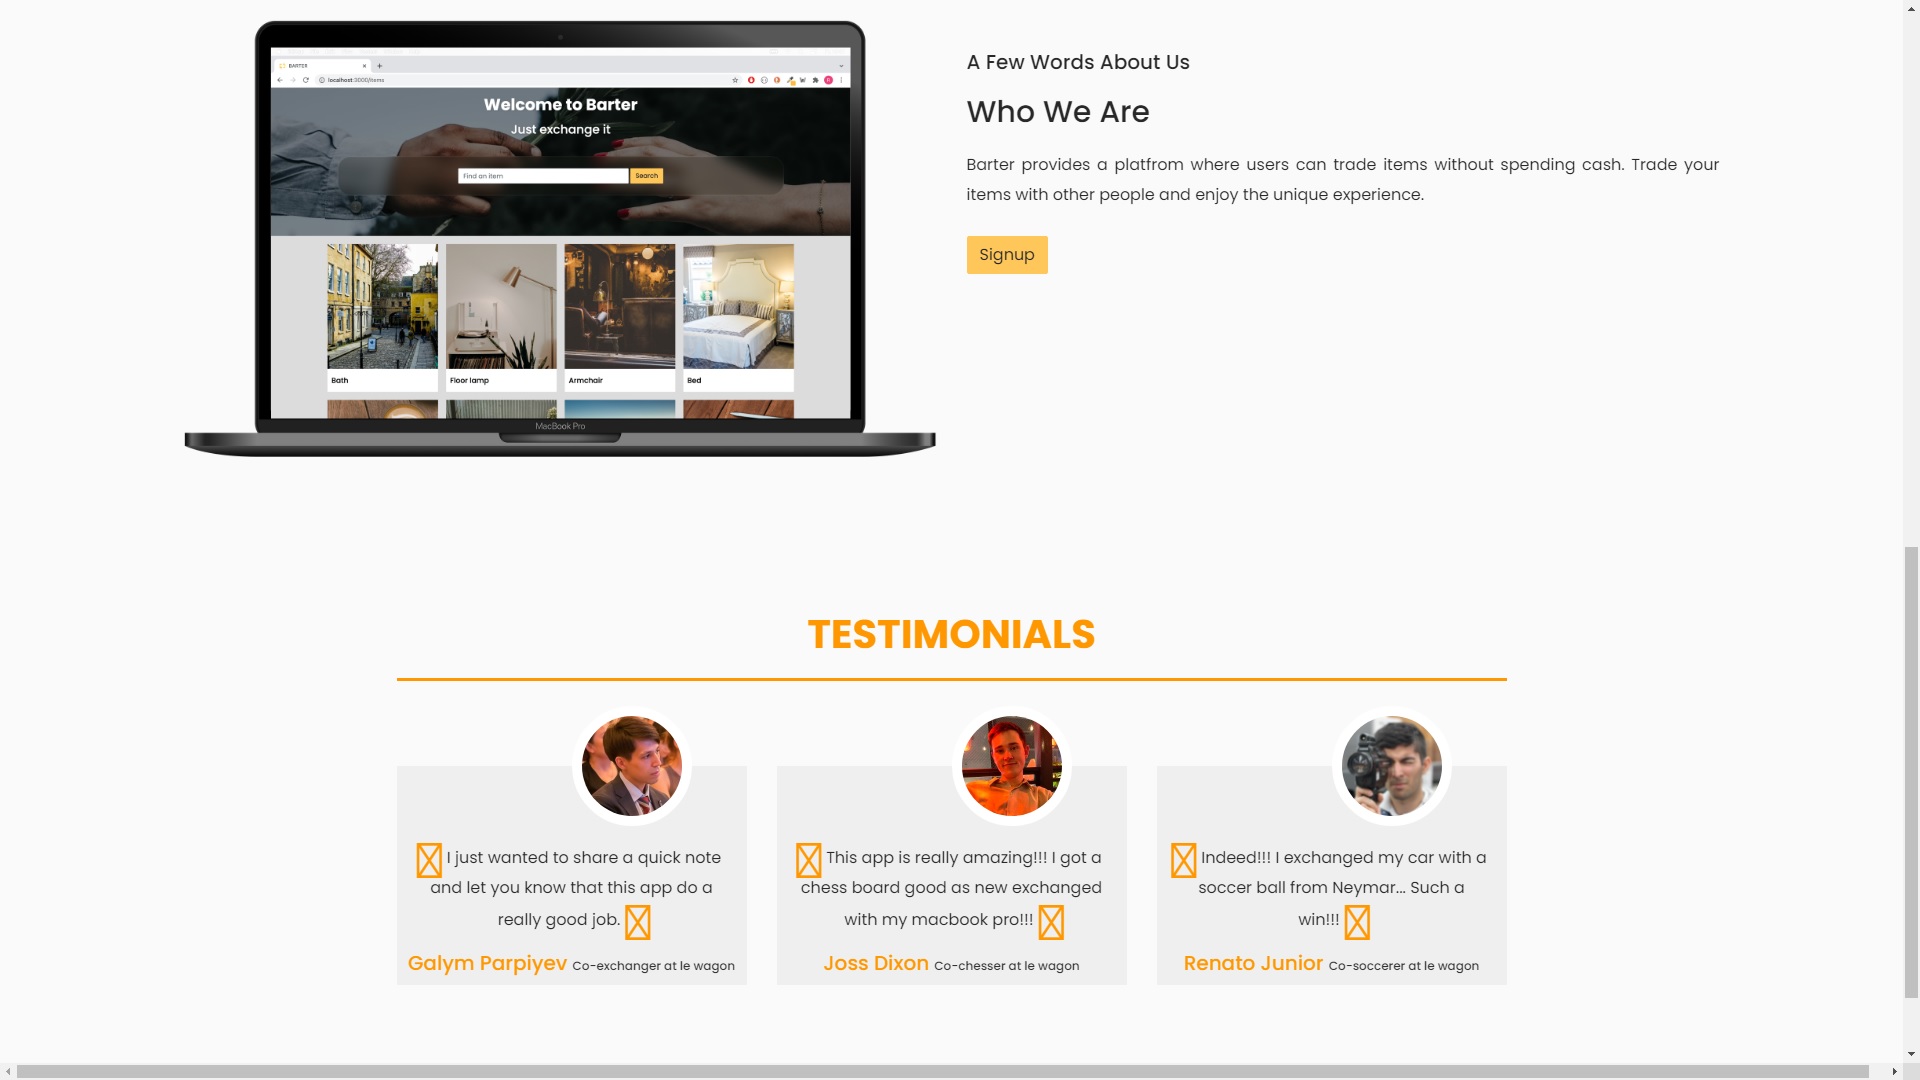 BARTER
localhost:3000/items
Welcome to Barter
Just exchange it
Find an item
Search
Bath
Floor lamp
Armchair
Bed
MacBook Pro
A Few Words About Us
Who We Are
Barter provides a platfrom where users can trade items without spending cash. Trade your
items with other people and enjoy the unique experience.
Signup
TESTIMONIALS
I just wanted to share a quick note
and let you know that this app do a
really good job.
Galym Parpiyev Co-exchanger at le wagon
This app is really amazing!!! I got a
chess board good as new exchanged
with my macbook pro!!!
Joss Dixon Co-chesser at le wagon
Indeed!!! I exchanged my car with a
soccer ball from Neymar... Such a
win!!!
Renato Junior Co-soccerer at le wagon